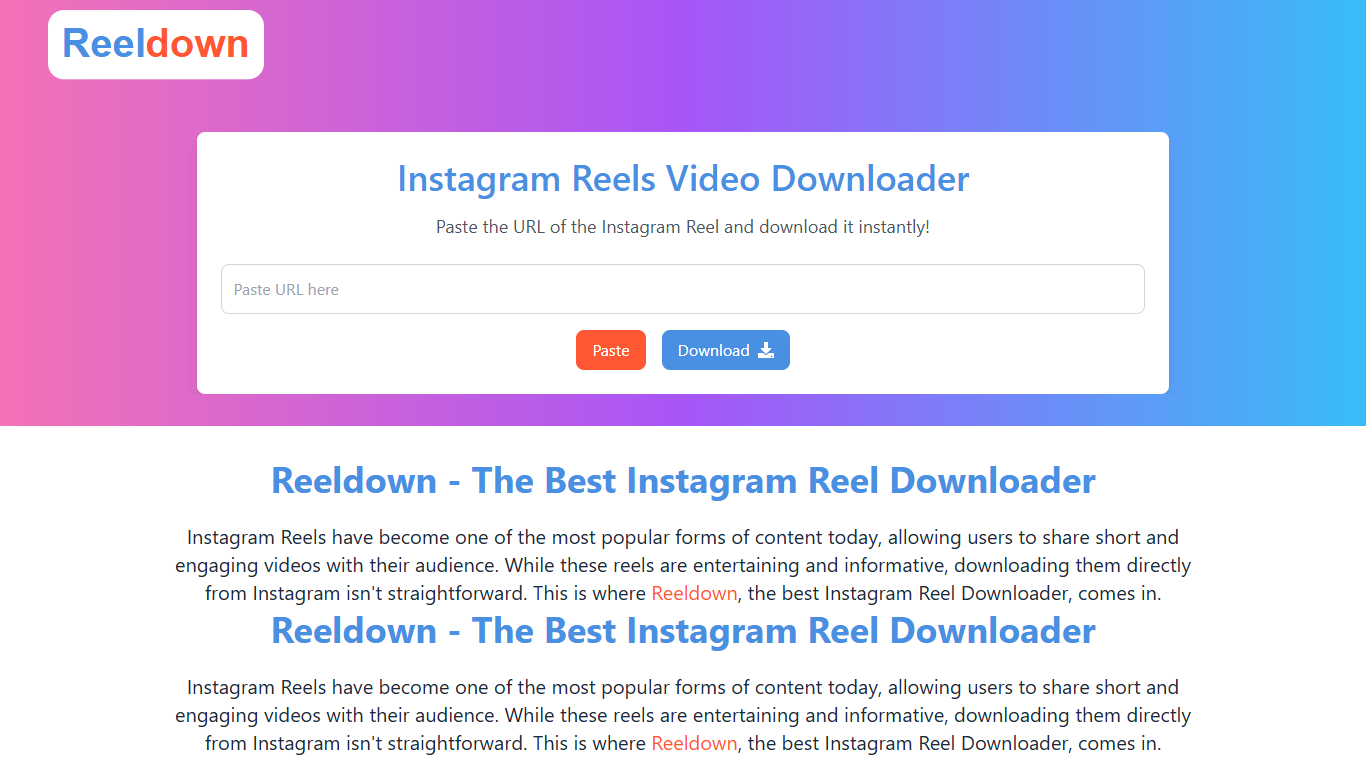 Reeldown
Instagram Reels Video Downloader
Paste the URL of the Instagram Reel and download it instantly!
Paste URL here
Paste
Download
Reeldown - The Best Instagram Reel Downloader
Instagram Reels have become one of the most popular forms of content today, allowing users to share short and
engaging videos with their audience. While these reels are entertaining and informative, downloading them directly
from Instagram isn't straightforward. This is where Reeldown, the best Instagram Reel Downloader, comes in.
Reeldown - The Best Instagram Reel Downloader
Instagram Reels have become one of the most popular forms of content today, allowing users to share short and
engaging videos with their audience. While these reels are entertaining and informative, downloading them directly
from Instagram isn't straightforward. This is where Reeldown, the best Instagram Reel Downloader, comes in.